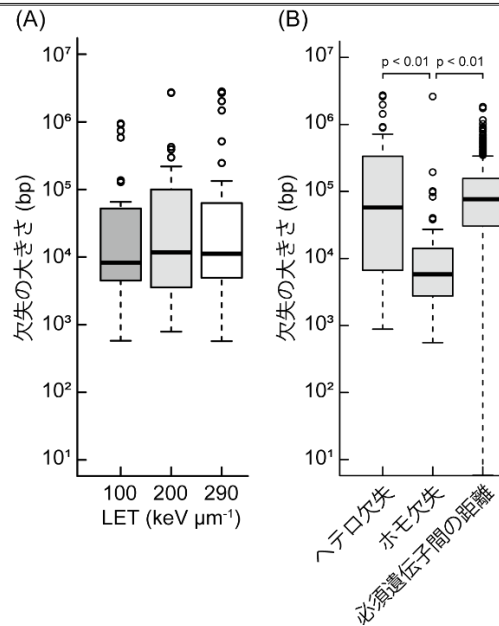 (A)
欠失の大きさ (bp)
10⁷
10⁶
10⁵
10⁴
10³
10²
10¹
100 200 290
LET (keV μm⁻¹)
(B)
p < 0.01 p < 0.01
欠失の大きさ (bp)
10⁷
10⁶
10⁵
10⁴
10³
10²
10¹
ヘテロ欠失
ホモ欠失
必須遺伝子間の距離